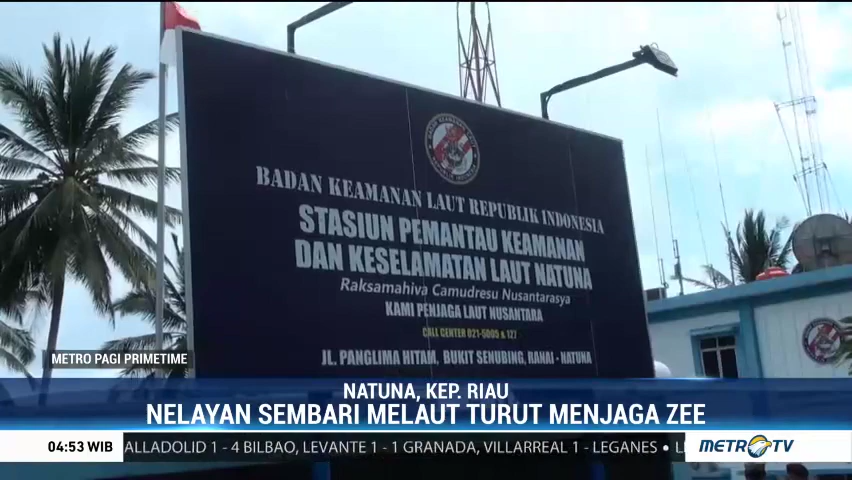 BADAN KEAMANAN LAUT REPUBLIK INDONESIA
STASIUN PEMANTAU KEAMANAN
DAN KESELAMATAN LAUT NATUNA
Raksamahiva Camudresu Nusantarasya
KAMI PENJAGA LAUT NUSANTARA
CALL CENTER 021-5005 & 127
JL. PANGLIMA HITAM, BUKIT SENUBING, RANAI - NATUNA
METRO PAGI PRIMETIME
NATUNA, KEP. RIAU
NELAYAN SEMBARI MELAUT TURUT MENJAGA ZEE
04:53 WIB
ALLADOLID 1 - 4 BILBAO, LEVANTE 1 - 1 GRANADA, VILLARREAL 1 - LEGANES •
METRO TV